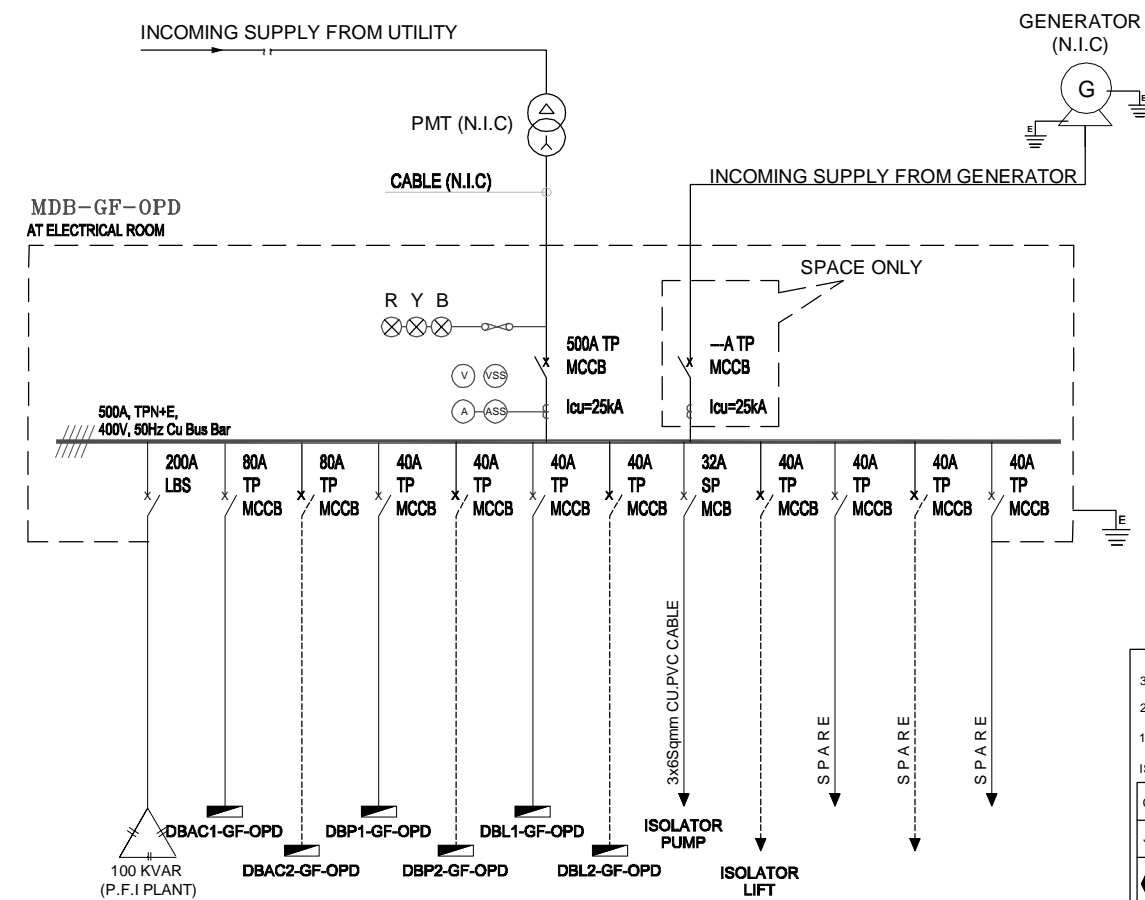 INCOMING SUPPLY FROM UTILITY
GENERATOR
(N.I.C)
G
E
E
PMT (N.I.C)
CABLE (N.I.C)
INCOMING SUPPLY FROM GENERATOR
MDB-GF-OPD
AT ELECTRICAL ROOM
SPACE ONLY
R Y B
500A TP
MCCB
Icu=25kA
---A TP
MCCB
Icu=25kA
V VSS
A ASS
500A, TPN+E,
400V, 50Hz Cu Bus Bar
200A
LBS
80A
TP
MCCB
80A
TP
MCCB
40A
TP
MCCB
40A
TP
MCCB
40A
TP
MCCB
40A
TP
MCCB
32A
SP
MCB
40A
TP
MCCB
40A
TP
MCCB
40A
TP
MCCB
40A
TP
MCCB
E
3x6Sqmm CU.PVC CABLE
SPARE
SPARE
SPARE
DBAC1-GF-OPD
DBP1-GF-OPD
DBL1-GF-OPD
ISOLATOR
PUMP
DBAC2-GF-OPD
DBP2-GF-OPD
DBL2-GF-OPD
ISOLATOR
LIFT
100 KVAR
(P.F.I PLANT)
3
2
1